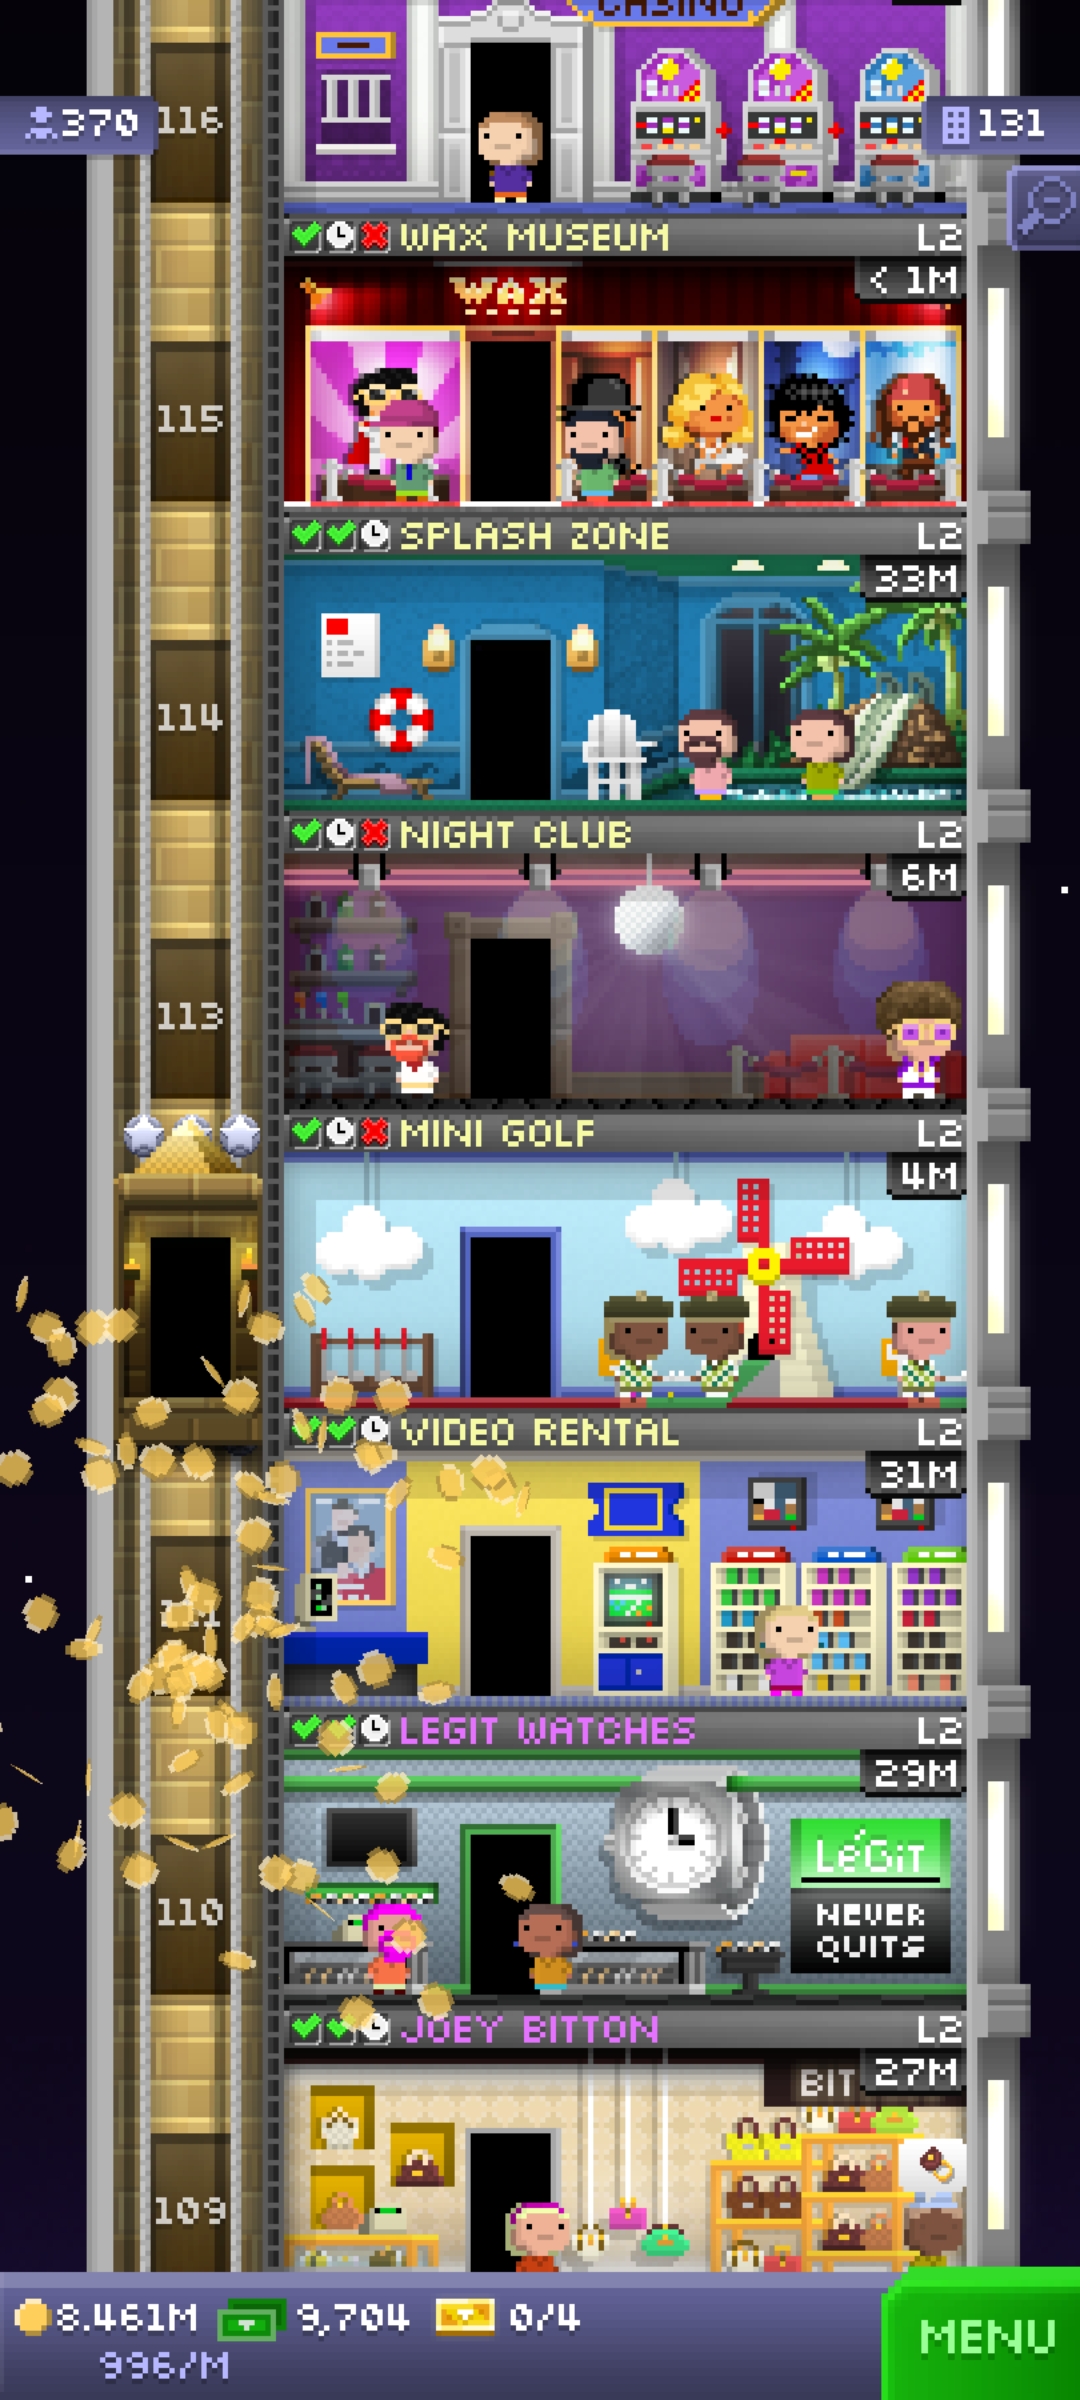 CASINO
370
116
131
WAX MUSEUM L2
< 1M
WAX
115
SPLASH ZONE L2
33M
114
NIGHT CLUB L2
6M
113
MINI GOLF L2
4M
VIDEO RENTAL L2
31M
LEGIT WATCHES L2
29M
LéGiT
NEVER
QUITS
110
JOEY BITTON L2
27M
BIT
109
8.461M 9,704 0/4
996/M
MENU